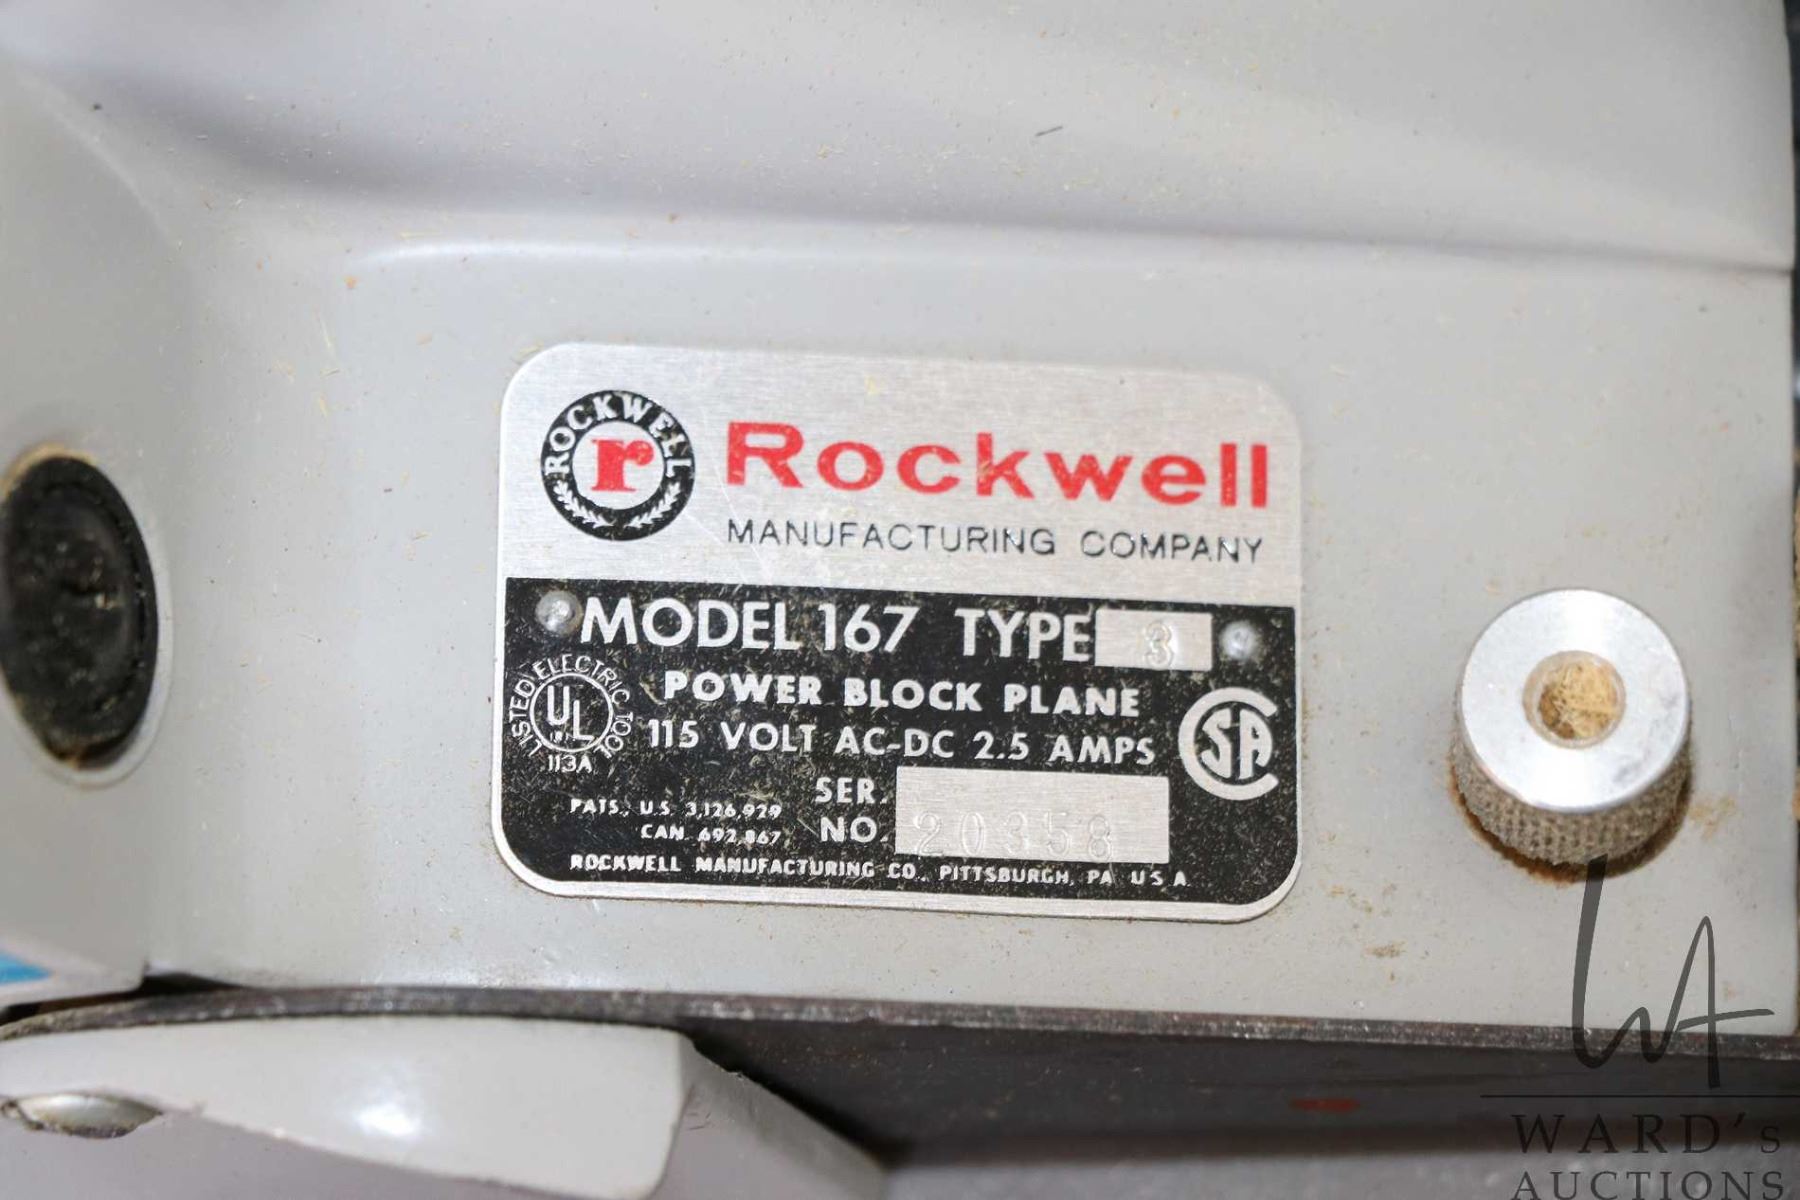 ROCKWELL
r
Rockwell
MANUFACTURING COMPANY
MODEL 167 TYPE 3
LISTED ELECTRIC TOOL
UL
113A
POWER BLOCK PLANE
115 VOLT AC-DC 2.5 AMPS
CSA
SER.
NO. 20358
PATS., U.S. 3,126,929
CAN. 692,867
ROCKWELL MANUFACTURING CO., PITTSBURGH, PA U S A
WA
WARD's
AUCTIONS